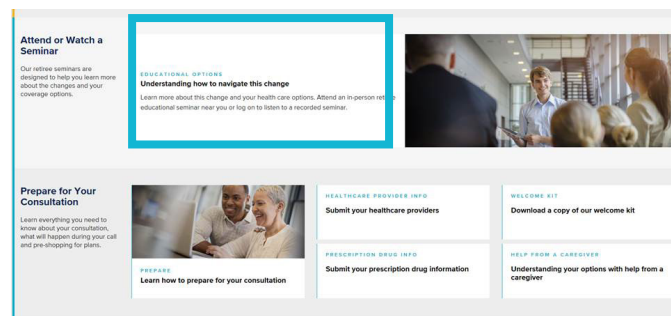 Attend or Watch a
Seminar
Our retiree seminars are
designed to help you learn more
about the changes and your
coverage options.
EDUCATIONAL OPTIONS
Understanding how to navigate this change
Learn more about this change and your health care options. Attend an in-person
educational seminar near you or log on to listen to a recorded seminar.
Prepare for Your
Consultation
Learn everything you need to
know about your consultation,
what will happen during your call
and pre-shopping for plans.
PREPARE
Learn how to prepare for your consultation
HEALTHCARE PROVIDER INFO
Submit your healthcare providers
WELCOME KIT
Download a copy of our welcome kit
PRESCRIPTION DRUG INFO
Submit your prescription drug information
HELP FROM A CAREGIVER
Understanding your options with help from a
caregiver